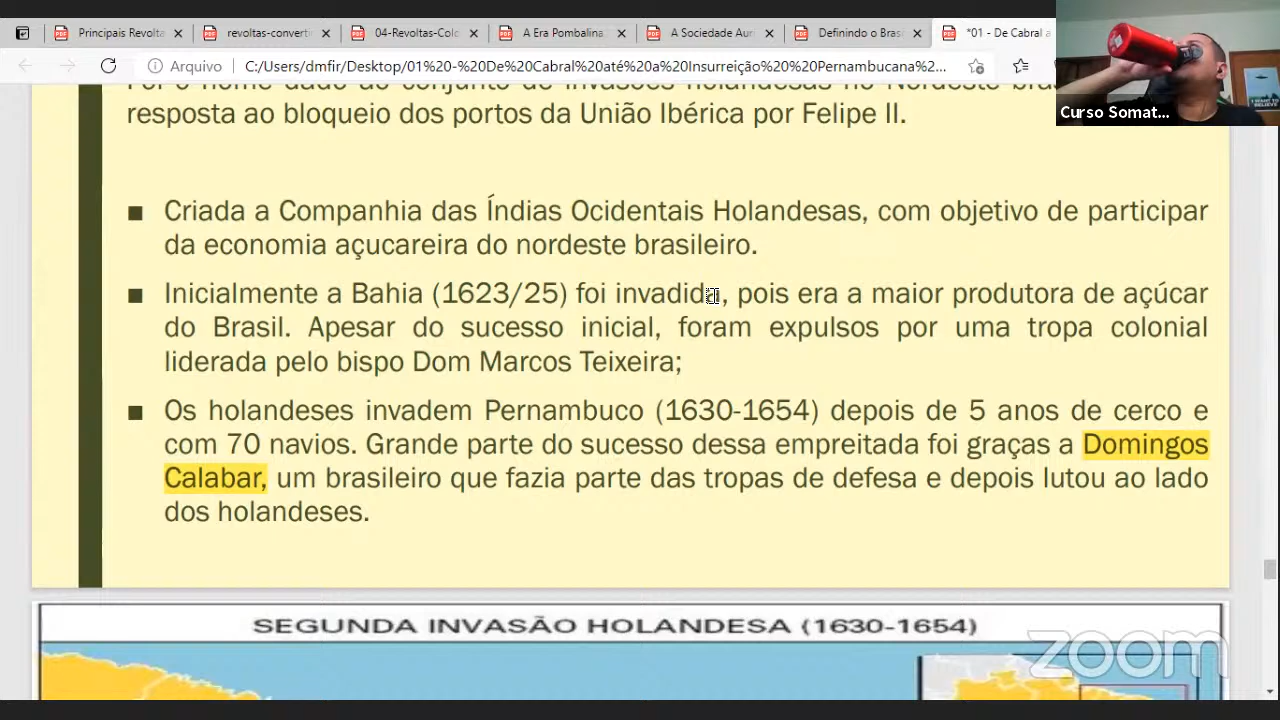 Principais Revolta
revoltas-converti
04-Revoltas-Colo
A Era Pombalina
A Sociedade Au
Definindo o Bras
*01 - De Cabral a
Arquivo
C:/Users/dmfir/Desktop/01%20-%20De%20Cabral%20até%20a%20Insurreição%20%20Pernambucana%2...
Curso Somat...
resposta ao bloqueio dos portos da União Ibérica por Felipe II.
■ Criada a Companhia das Índias Ocidentais Holandesas, com objetivo de participar
da economia açucareira do nordeste brasileiro.
■ Inicialmente a Bahia (1623/25) foi invadida, pois era a maior produtora de açúcar
do Brasil. Apesar do sucesso inicial, foram expulsos por uma tropa colonial
liderada pelo bispo Dom Marcos Teixeira;
■ Os holandeses invadem Pernambuco (1630-1654) depois de 5 anos de cerco e
com 70 navios. Grande parte do sucesso dessa empreitada foi graças a Domingos
Calabar, um brasileiro que fazia parte das tropas de defesa e depois lutou ao lado
dos holandeses.
SEGUNDA INVASÃO HOLANDESA (1630-1654)
zoom